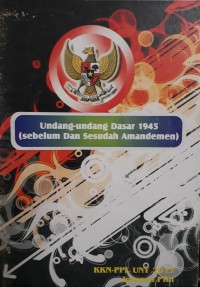 Undang-undang Dasar 1945
(sebelum Dan Sesudah Amandemen)
KKN-PPL UNY